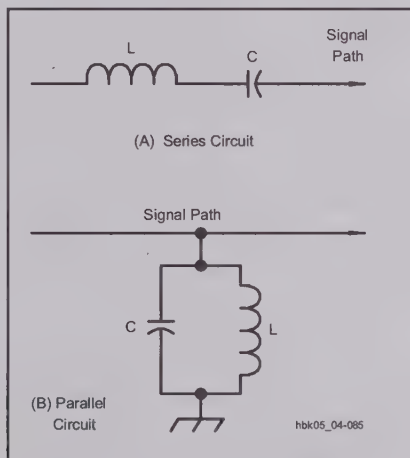 L
C
Signal
Path
(A) Series Circuit
Signal Path
C
L
(B) Parallel
Circuit
hbk05_04-085